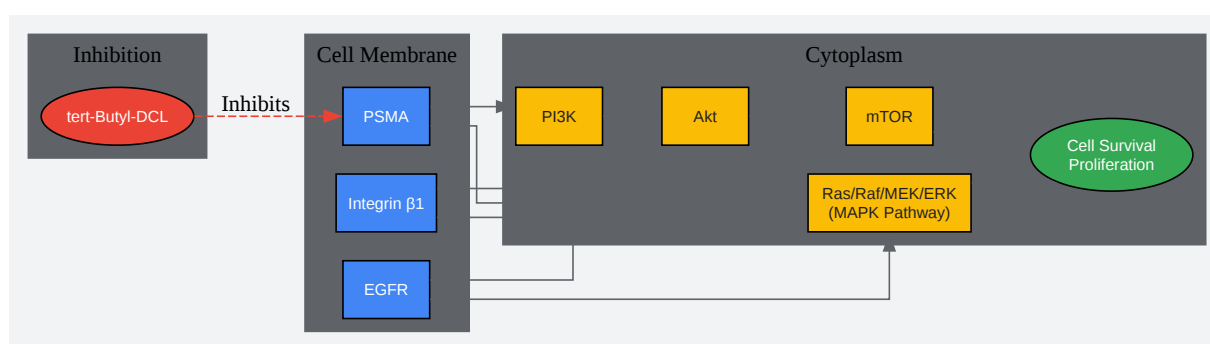 Inhibition
tert-Butyl-DCL
Inhibits
Cell Membrane
PSMA
Integrin β1
EGFR
Cytoplasm
PI3K
Akt
mTOR
Ras/Raf/MEK/ERK
(MAPK Pathway)
Cell Survival
Proliferation